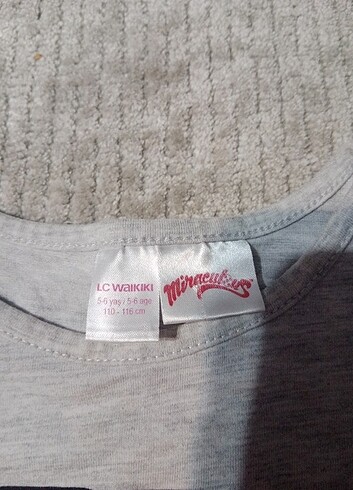 LC WAIKIKI
5-6 yaş / 5-6 age
110 - 116 cm
Miraculous